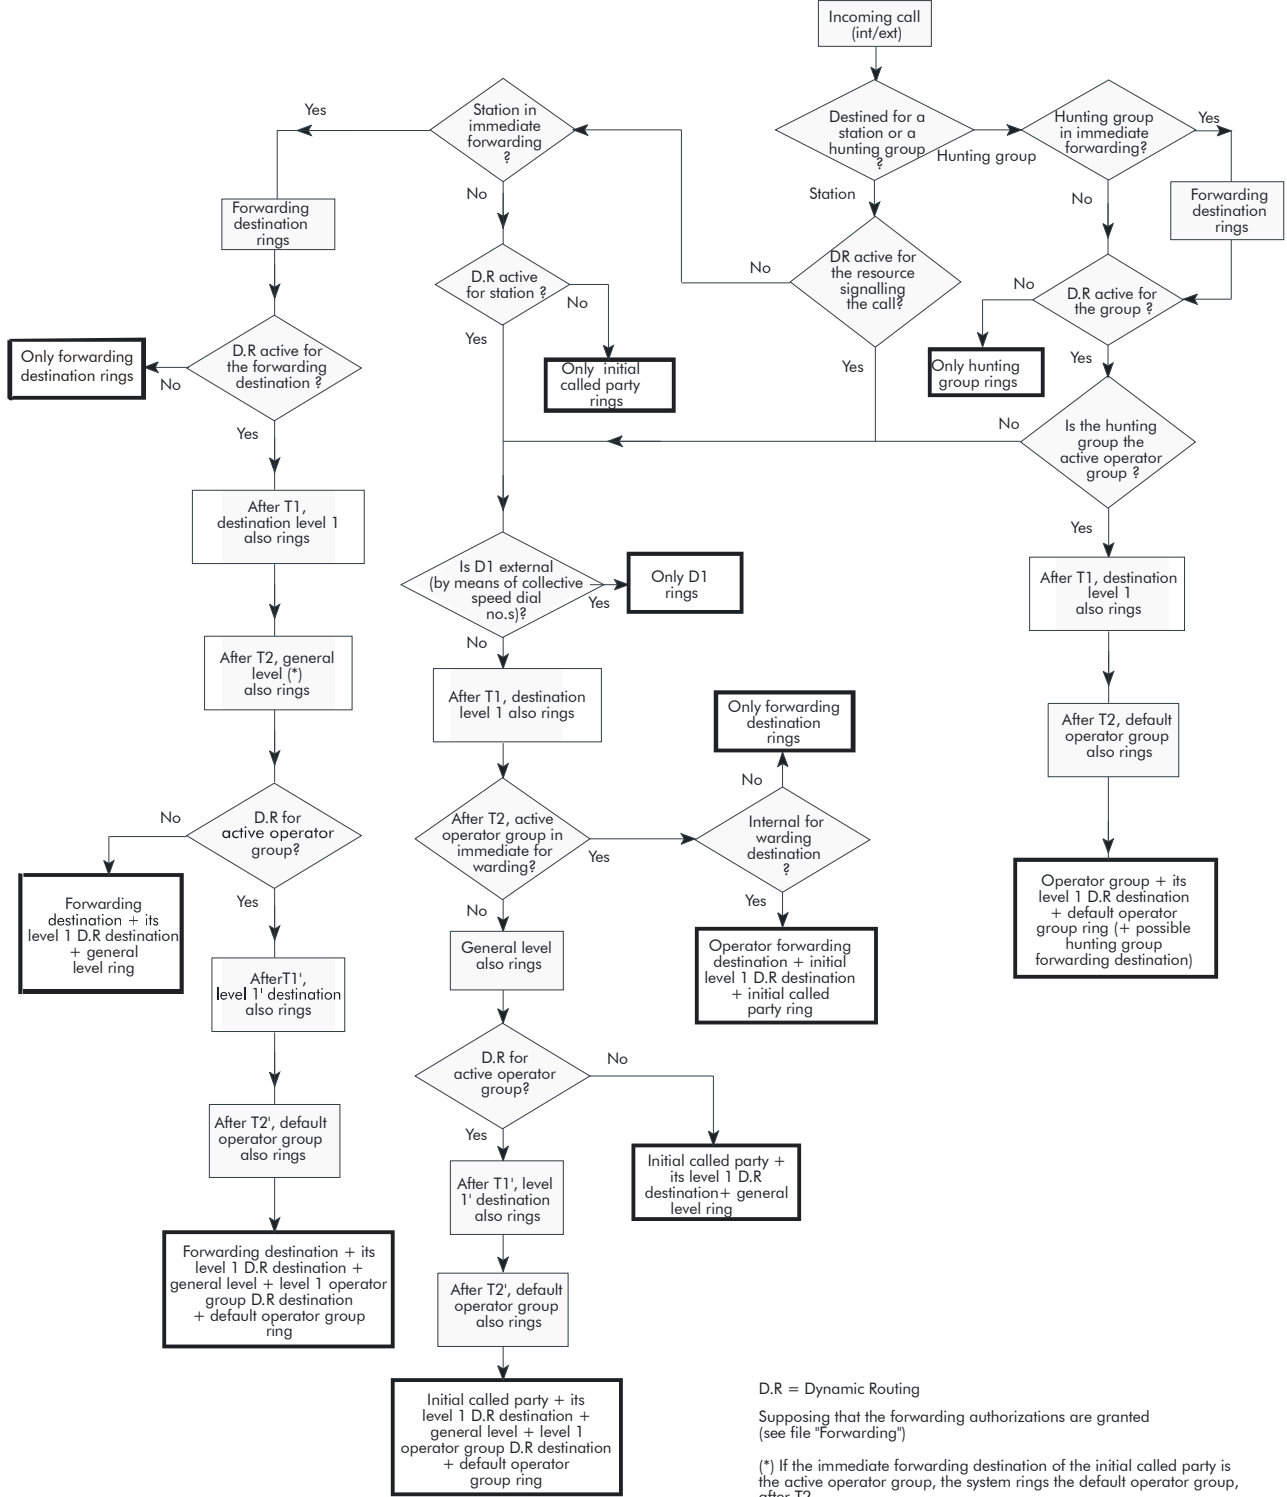 Incoming call
(int/ext)
Yes
Station in
immediate
forwarding
?
Destined for a
station or a
hunting group
?
Hunting group
Hunting group
in immediate
forwarding?
Yes
No
Station
No
Forwarding
destination
rings
Forwarding
destination
rings
D.R active
for station ?
No
Yes
No
DR active for
the resource
signalling
the call?
Yes
No
D.R active for
the group ?
Yes
Only forwarding
destination rings
No
D.R active for
the forwarding
destination ?
Yes
Only initial
called party
rings
Only hunting
group rings
No
Is the hunting
group the
active operator
group ?
Yes
After T1,
destination level 1
also rings
Is D1 external
(by means of collective
speed dial
no.s)?
Yes
No
Only D1
rings
After T1, destination
level 1
also rings
After T2, general
level (*)
also rings
After T1, destination
level 1 also rings
Only forwarding
destination
rings
No
After T2, default
operator group
also rings
No
D.R for
active operator
group?
Yes
After T2, active
operator group in
immediate for
warding?
Yes
No
Internal for
warding
destination
?
Yes
Forwarding
destination + its
level 1 D.R destination
+ general
level ring
General level
also rings
Operator forwarding
destination + initial
level 1 D.R destination
+ initial called
party ring
Operator group + its
level 1 D.R destination
+ default operator
group ring (+ possible
hunting group
forwarding destination)
AfterT1',
level 1' destination
also rings
D.R for
active operator
group?
No
Yes
After T2', default
operator group
also rings
After T1', level
1' destination
also rings
Initial called party +
its level 1 D.R
destination+ general
level ring
Forwarding destination + its
level 1 D.R destination +
general level + level 1 operator
group D.R destination
+ default operator group
ring
After T2', default
operator group
also rings
Initial called party + its
level 1 D.R destination +
general level + level 1
operator group D.R destination
+ default operator
group ring
D.R = Dynamic Routing
Supposing that the forwarding authorizations are granted
(see file "Forwarding")
(*) If the immediate forwarding destination of the initial called party is
the active operator group, the system rings the default operator group,
after T2